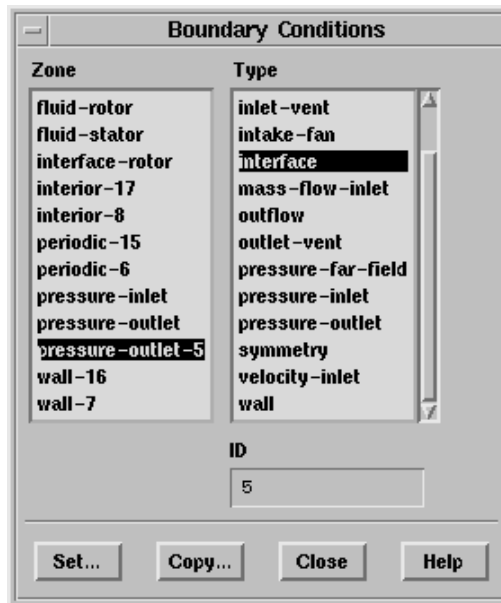 Boundary Conditions
Zone
fluid-rotor
fluid-stator
interface-rotor
interior-17
interior-8
periodic-15
periodic-6
pressure-inlet
pressure-outlet
pressure-outlet-5
wall-16
wall-7
Type
inlet-vent
intake-fan
interface
mass-flow-inlet
outflow
outlet-vent
pressure-far-field
pressure-inlet
pressure-outlet
symmetry
velocity-inlet
wall
ID
5
Set... Copy... Close Help